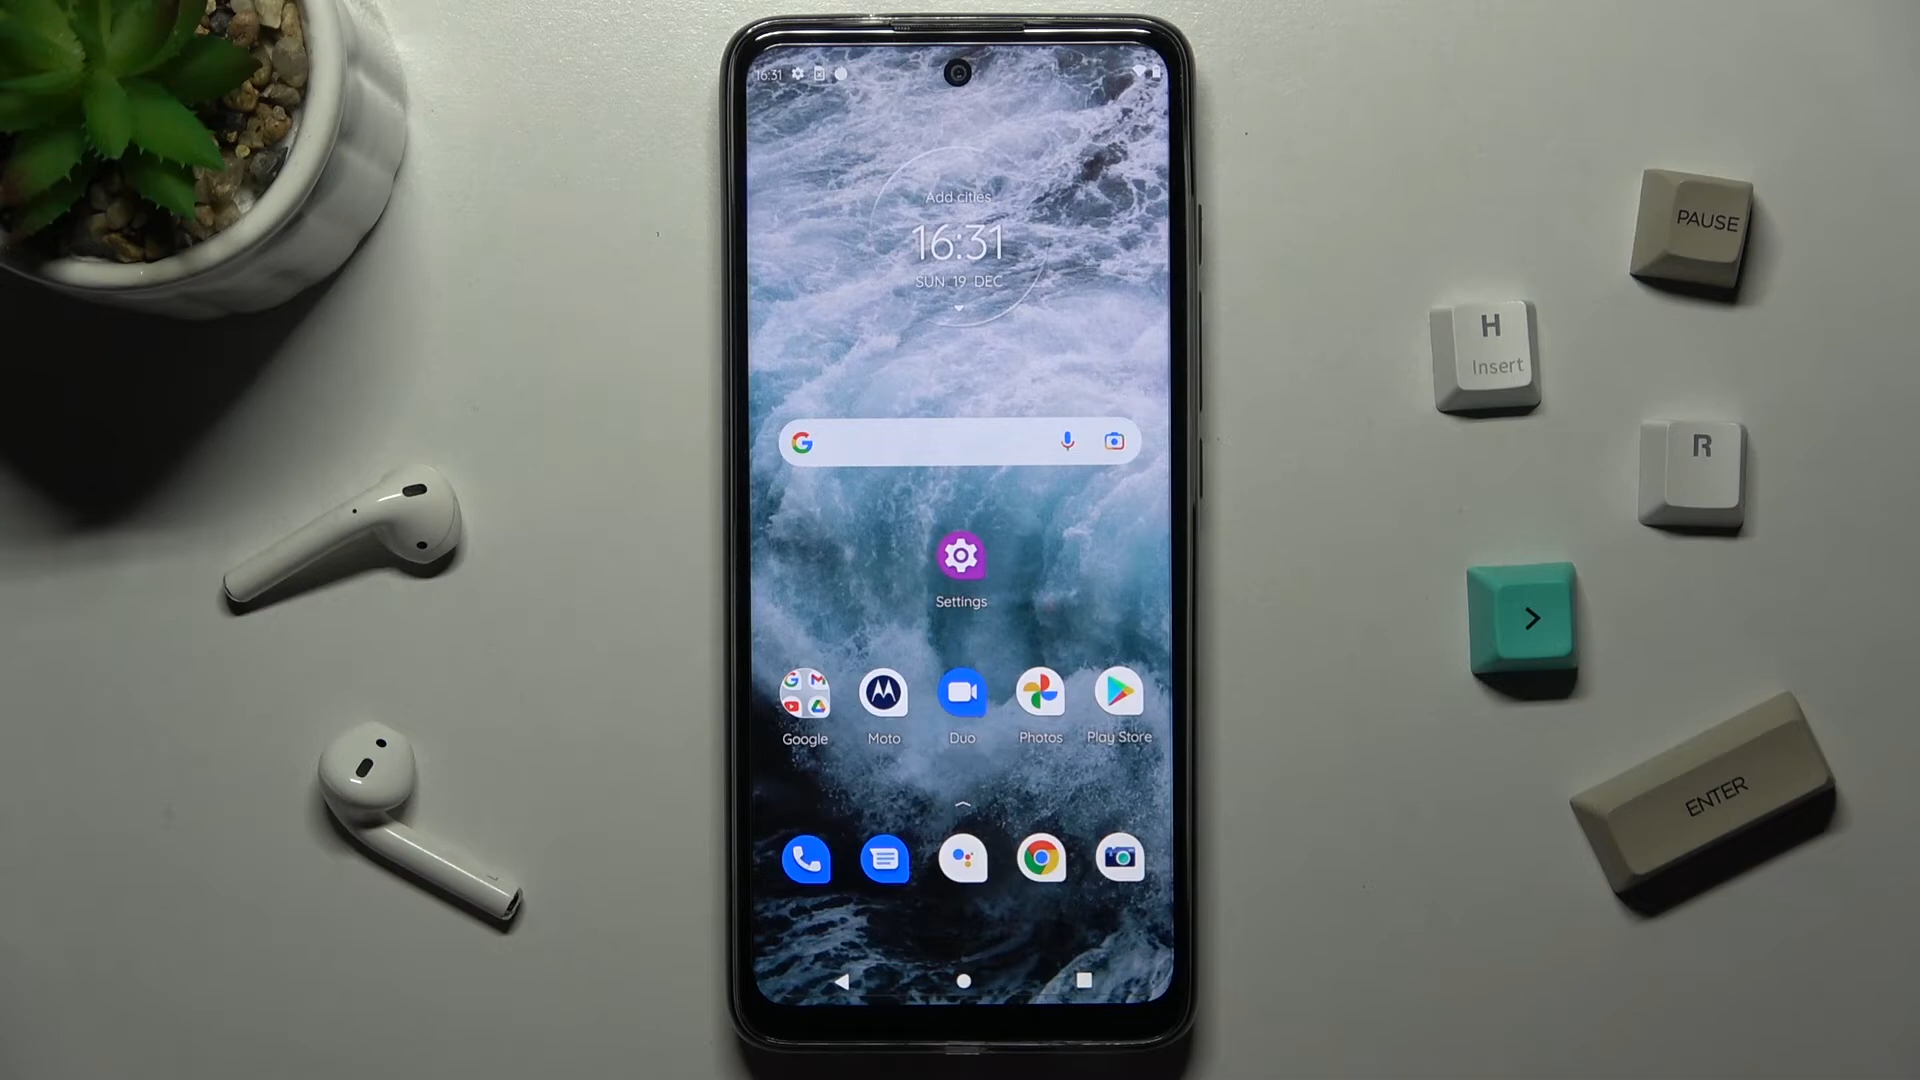 16:31
Add cities
16:31
SUN 19 DEC
Settings
Google
Moto
Duo
Photos
Play Store
PAUSE
H
Insert
R
>
ENTER